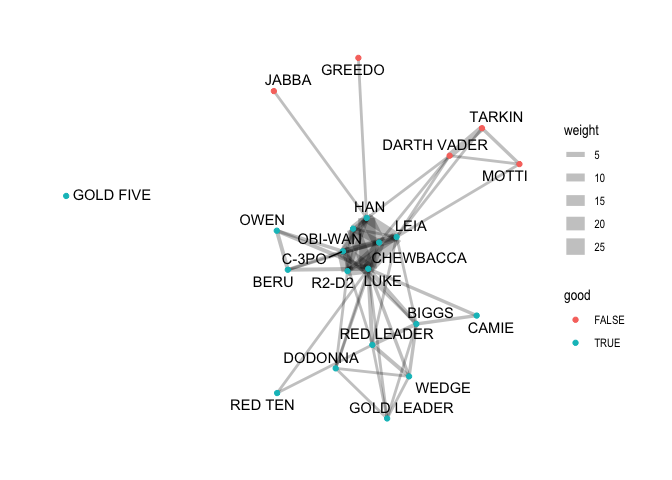 GREEDO
JABBA
TARKIN
DARTH VADER
MOTTI
GOLD FIVE
HAN
OWEN
LEIA
OBI-WAN
C-3PO
CHEWBACCA
BERU
R2-D2
LUKE
BIGGS
CAMIE
RED LEADER
DODONNA
WEDGE
RED TEN
GOLD LEADER
weight
5
10
15
20
25
good
FALSE
TRUE